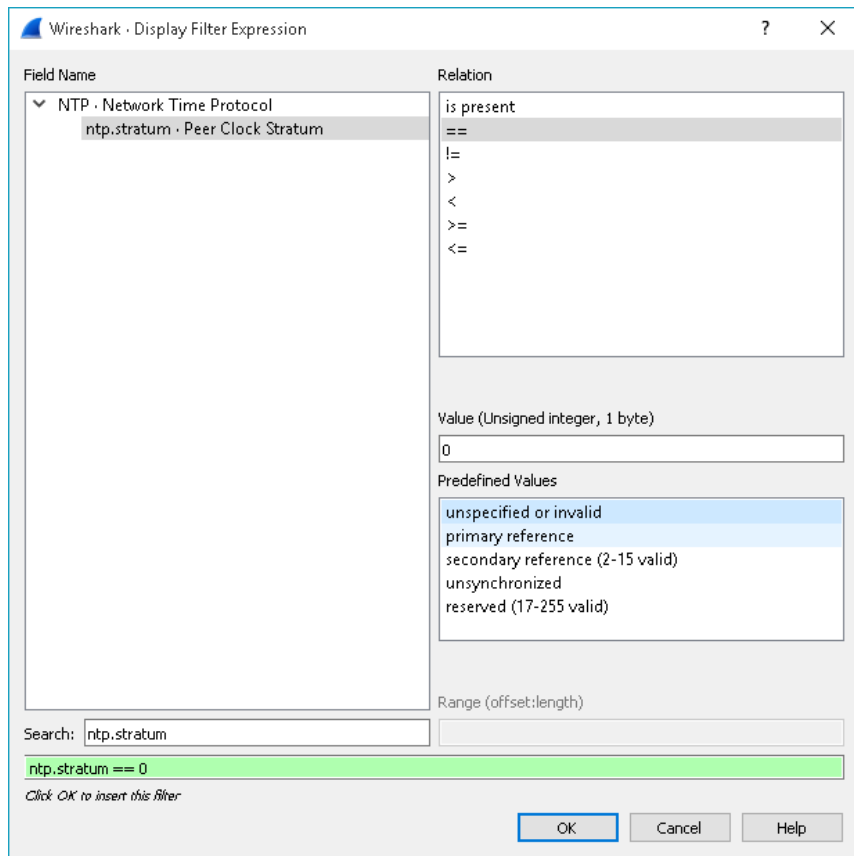 Wireshark · Display Filter Expression
Field Name
NTP · Network Time Protocol
ntp.stratum · Peer Clock Stratum
Search: ntp.stratum
Relation
is present
==
!=
>
<
>=
<=
Value (Unsigned integer, 1 byte)
0
Predefined Values
unspecified or invalid
primary reference
secondary reference (2-15 valid)
unsynchronized
reserved (17-255 valid)
Range (offset:length)
ntp.stratum == 0
Click OK to insert this filter
OK Cancel Help